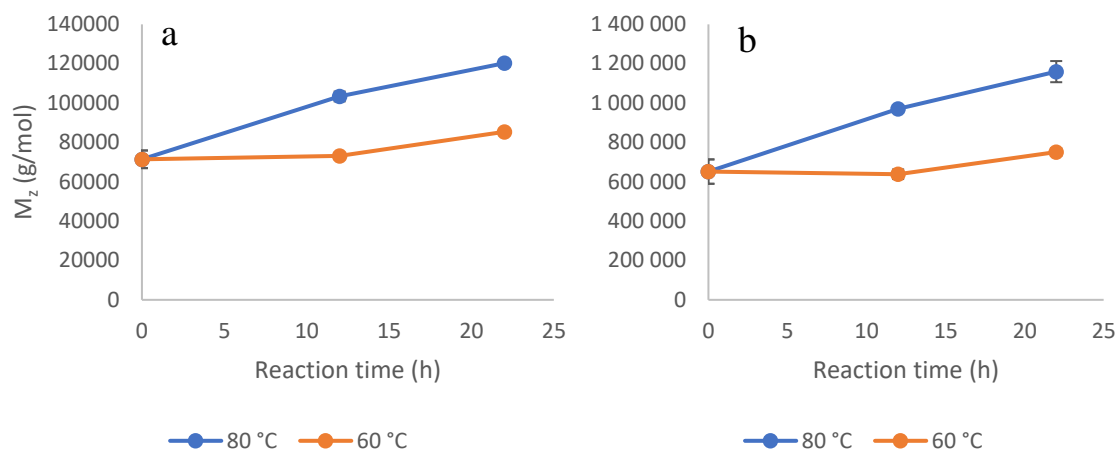 a
140000
120000
100000
80000
60000
40000
20000
0
M_z (g/mol)
0 5 10 15 20 25
Reaction time (h)
80 °C 60 °C
b
1 400 000
1 200 000
1 000 000
800 000
600 000
400 000
200 000
0
0 5 10 15 20 25
Reaction time (h)
80 °C 60 °C